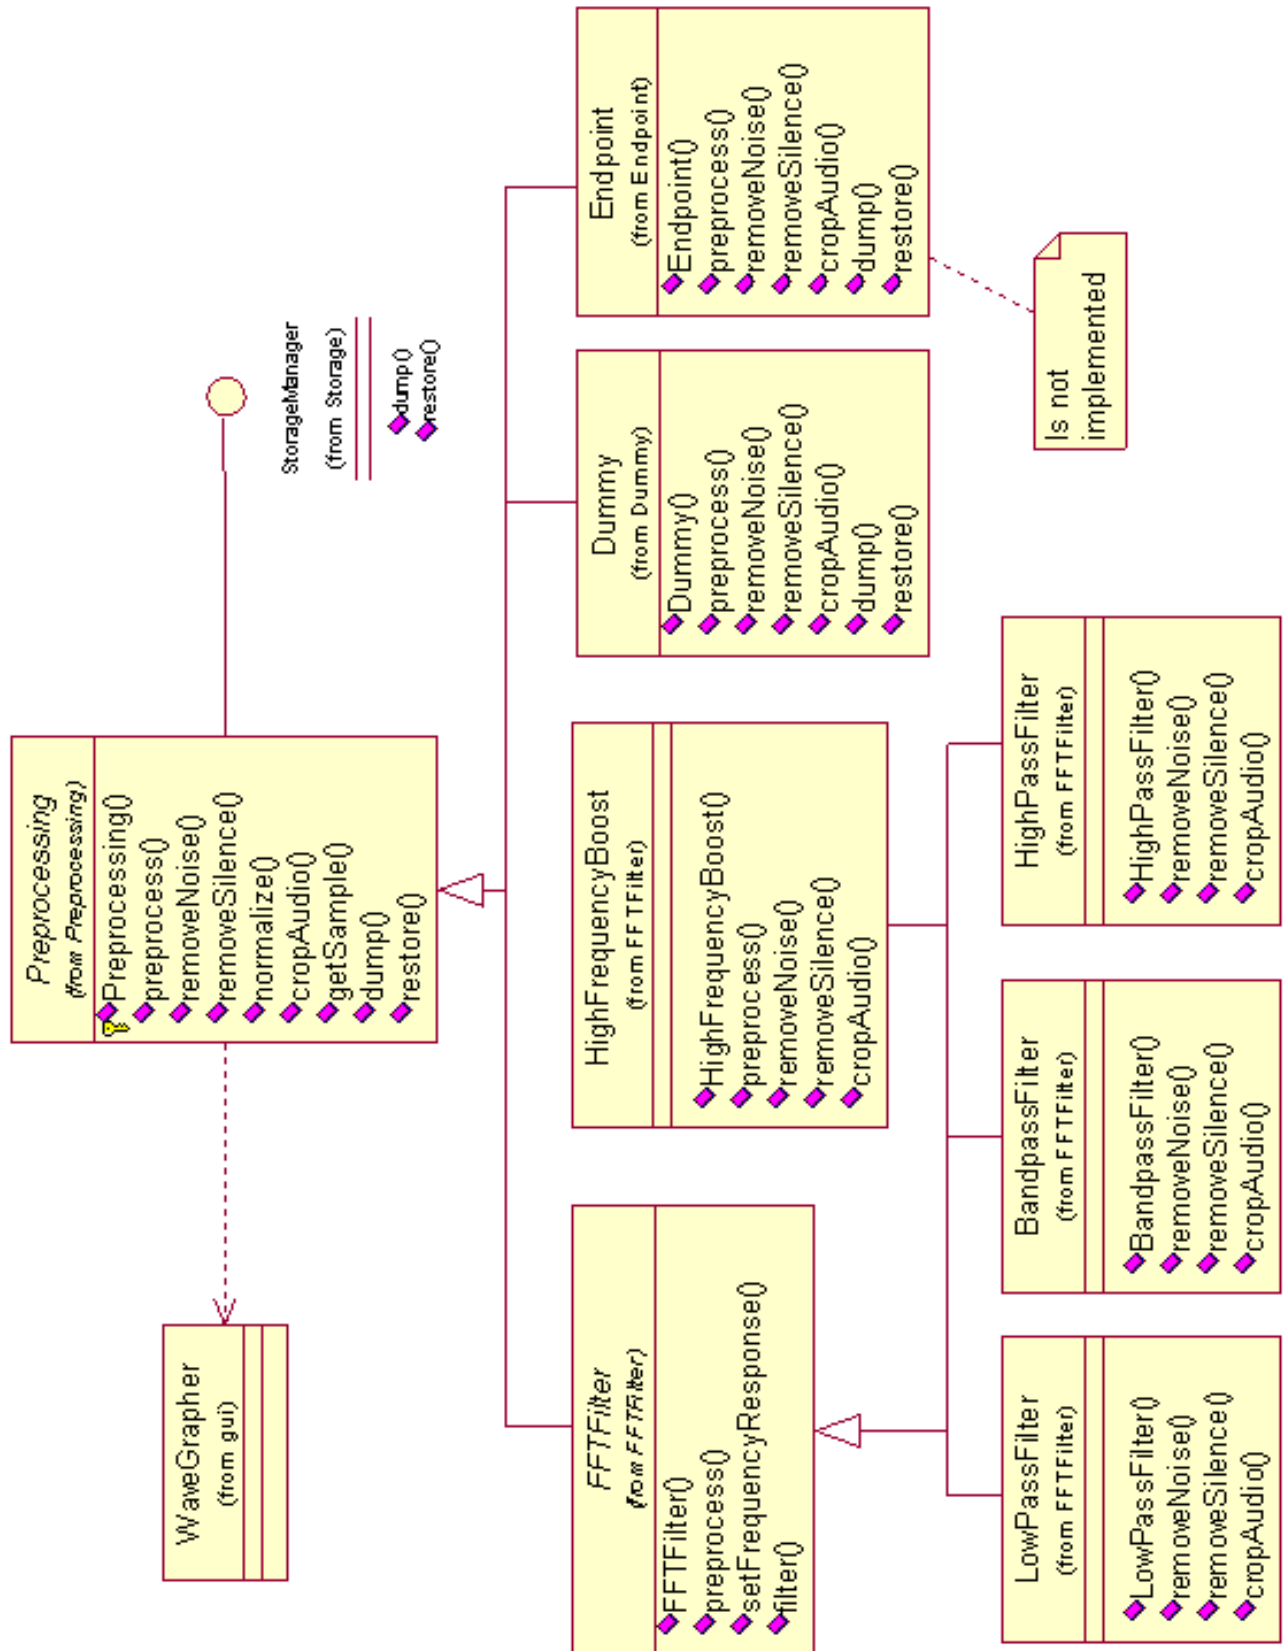 WaveGrapher
(from gui)
Preprocessing
(from Preprocessing)
Preprocessing()
preprocess()
removeNoise()
removeSilence()
normalize()
cropAudio()
getSample()
dump()
restore()
StorageManager
(from Storage)
dump()
restore()
FFTFilter
(from FFTFilter)
FFTFilter()
preprocess()
setFrequencyResponse()
filter()
HighFrequencyBoost
(from FFTFilter)
HighFrequencyBoost()
preprocess()
removeNoise()
removeSilence()
cropAudio()
Dummy
(from Dummy)
Dummy()
preprocess()
removeNoise()
removeSilence()
cropAudio()
dump()
restore()
Endpoint
(from Endpoint)
Endpoint()
preprocess()
removeNoise()
removeSilence()
cropAudio()
dump()
restore()
LowPassFilter
(from FFTFilter)
LowPassFilter()
removeNoise()
removeSilence()
cropAudio()
BandpassFilter
(from FFTFilter)
BandpassFilter()
removeNoise()
removeSilence()
cropAudio()
HighPassFilter
(from FFTFilter)
HighPassFilter()
removeNoise()
removeSilence()
cropAudio()
Is not
implemented